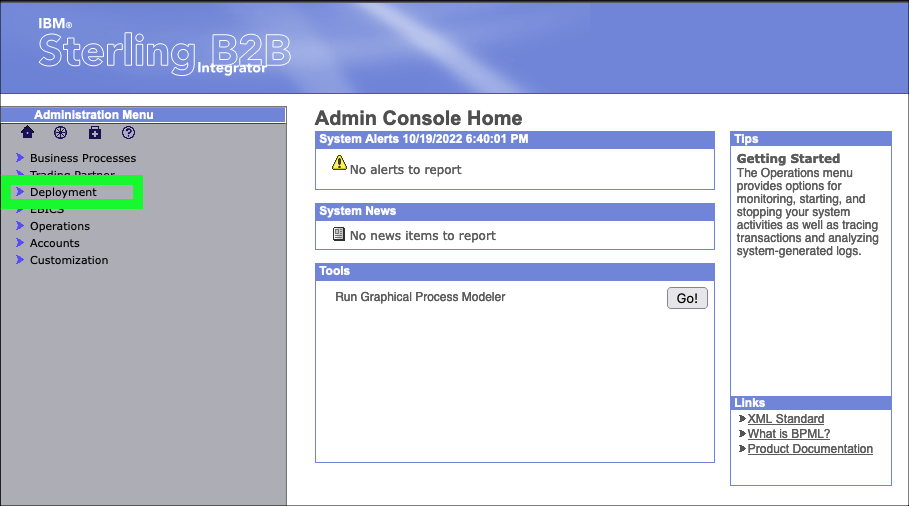 IBM®
Sterling B2B
Integrator
Administration Menu
Business Processes
Trading Partner
Deployment
EBICS
Operations
Accounts
Customization
Admin Console Home
System Alerts 10/19/2022 6:40:01 PM
No alerts to report
System News
No news items to report
Tools
Run Graphical Process Modeler
Go!
Tips
Getting Started
The Operations menu
provides options for
monitoring, starting, and
stopping your system
activities as well as tracing
transactions and analyzing
system-generated logs.
Links
XML Standard
What is BPML?
Product Documentation